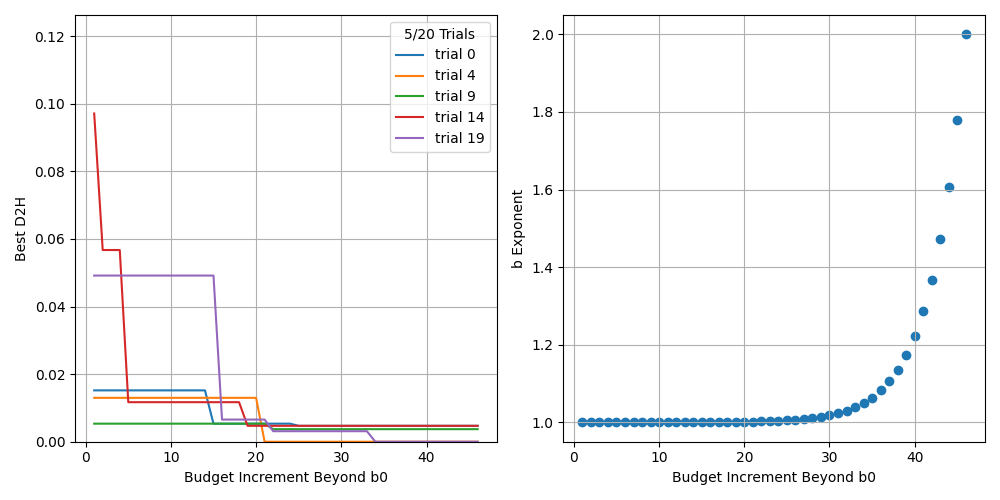 0.12
0.10
0.08
0.06
0.04
0.02
0.00
Best D2H
0 10 20 30 40
Budget Increment Beyond b0
5/20 Trials
trial 0
trial 4
trial 9
trial 14
trial 19
2.0
1.8
1.6
1.4
1.2
1.0
b Exponent
0 10 20 30 40
Budget Increment Beyond b0